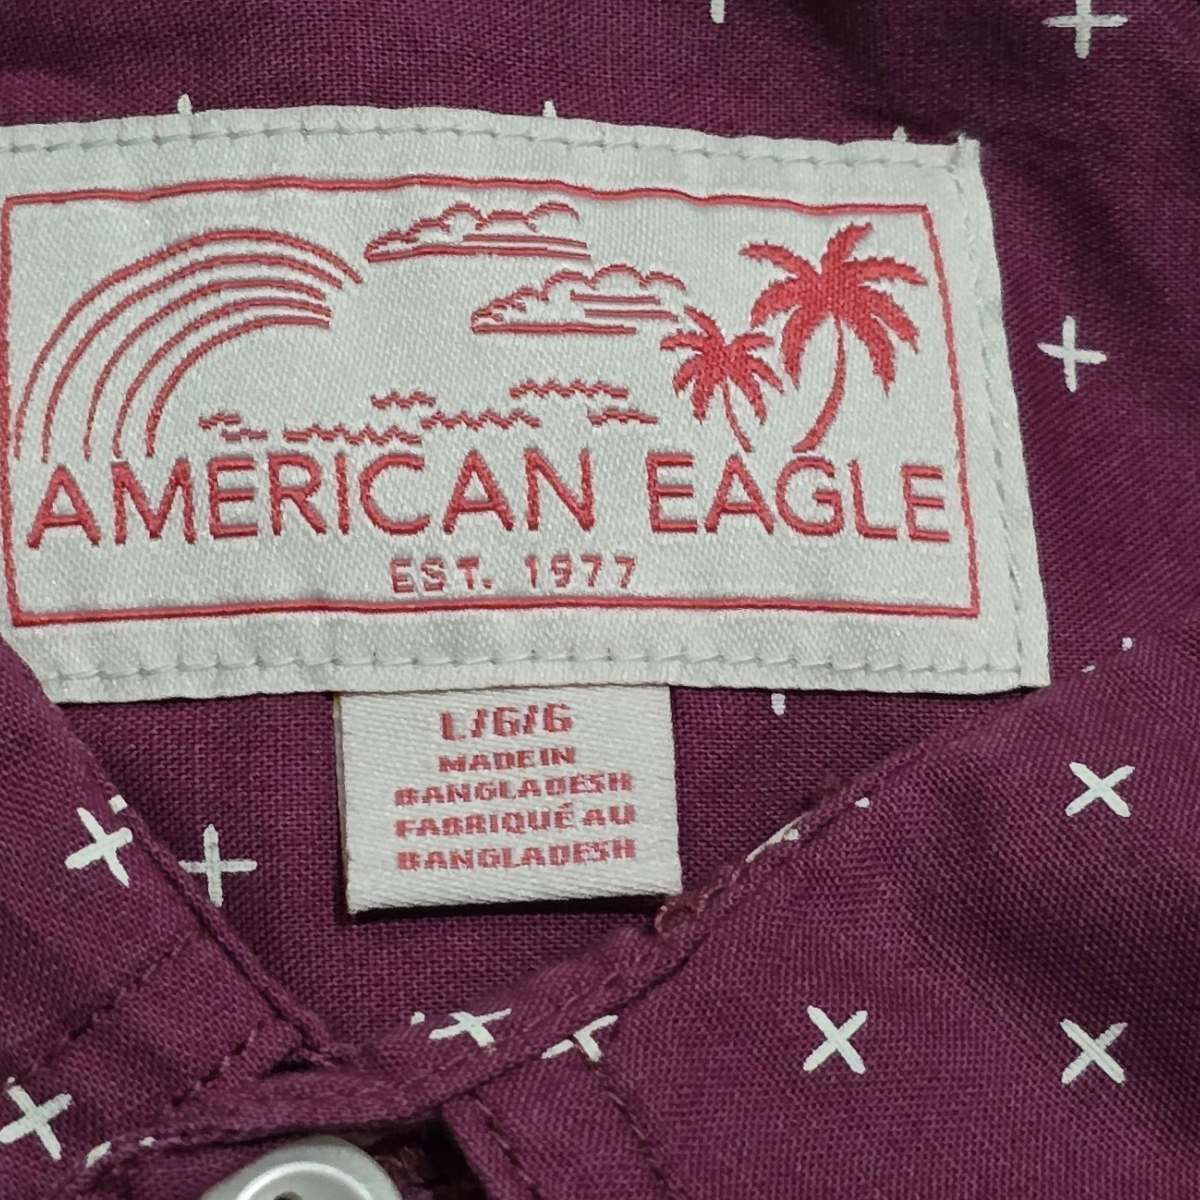 AMERICAN EAGLE
EST. 1977
L/G/G
MADE IN
BANGLADESH
FABRIQUÉ AU
BANGLADESH